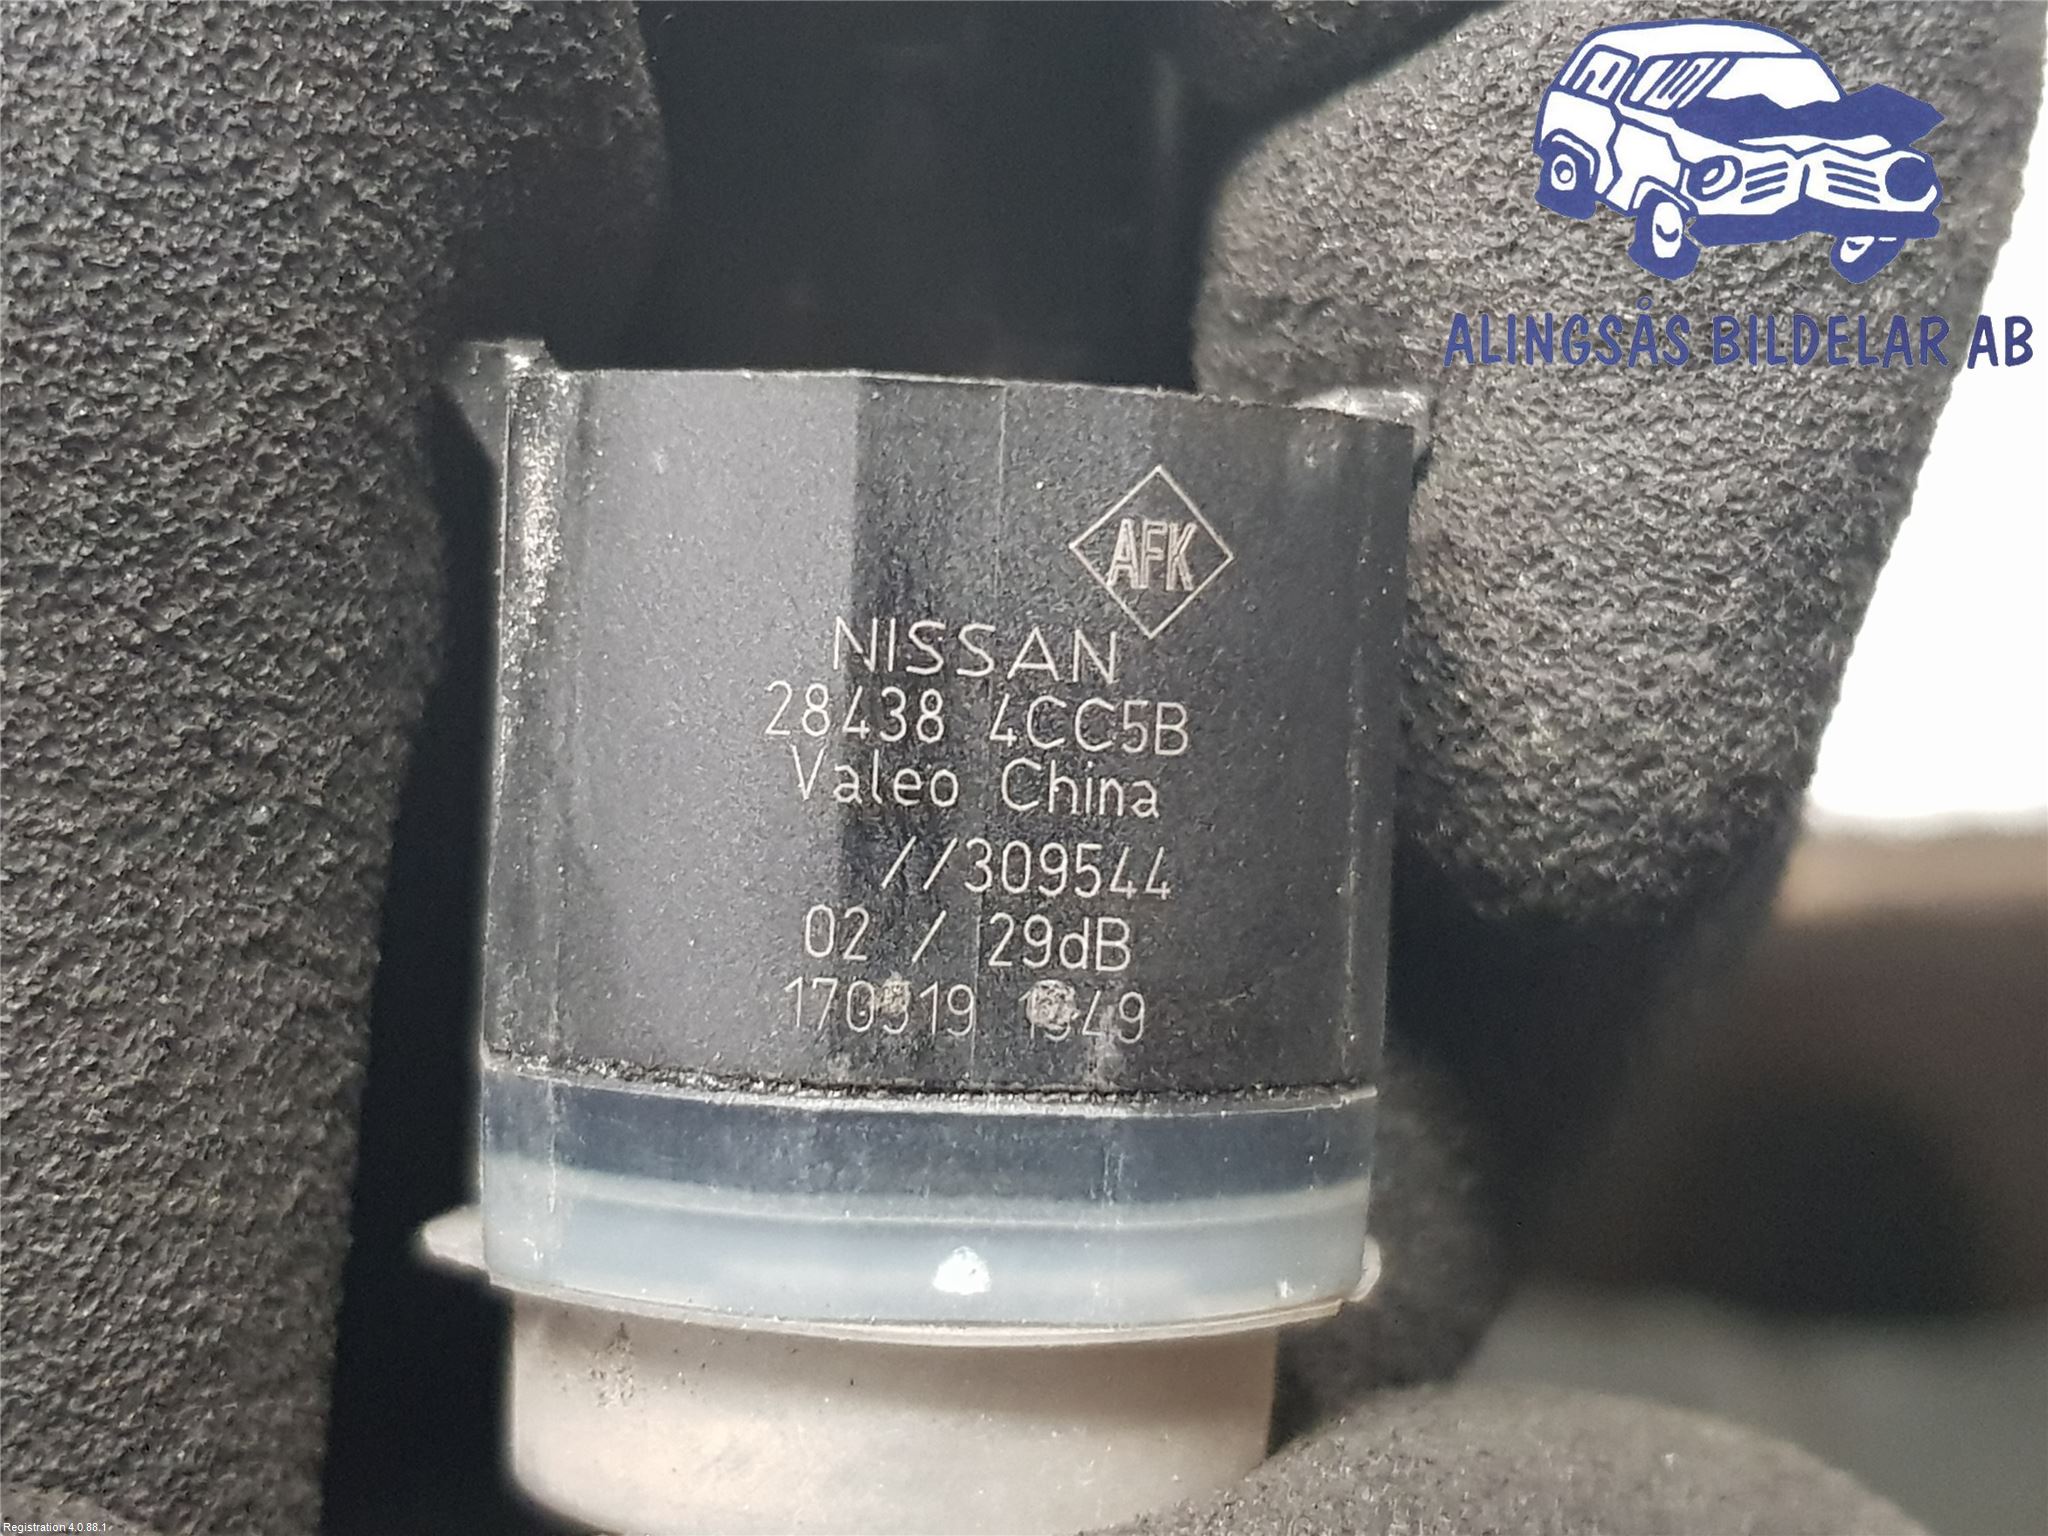 ALINGSÅS BILDELAR AB
AFK
NISSAN
28438 4CC5B
Valeo China
//309544
02 / 29dB
Registration 4.0.88.1